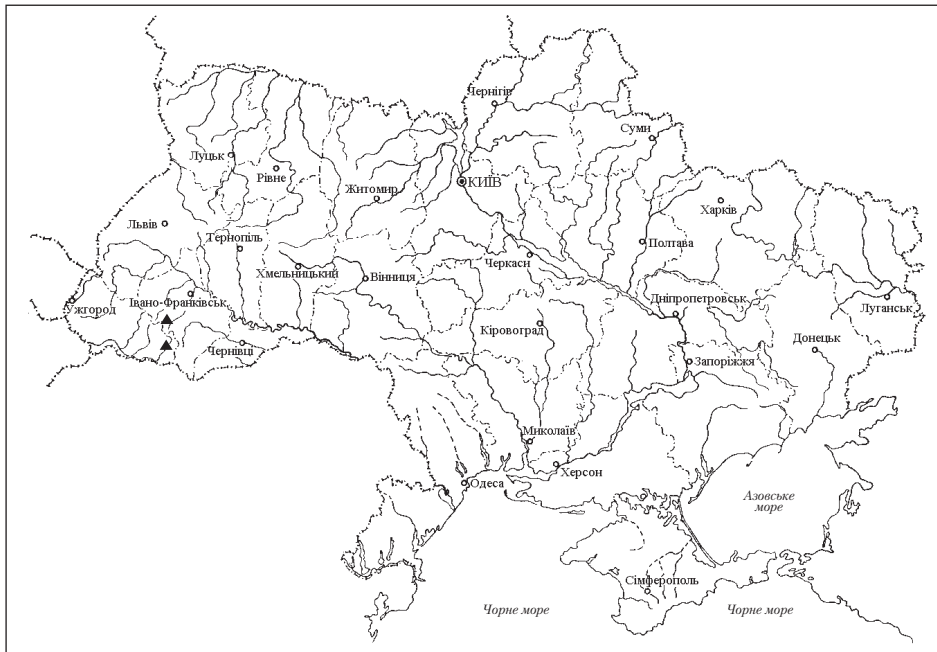 Чернігів
Суми
Луцьк
Рівне
КИЇВ
Житомир
Харків
Львів
Тернопіль
Полтава
Черкаси
Хмельницький
Вінниця
Ужгород
Івано-Франківськ
Дніпропетровськ
Луганськ
Кіровоград
Донецьк
Чернівці
Запоріжжя
Миколаїв
Херсон
Одеса
Азовське
море
Сімферополь
Чорне море
Чорне море